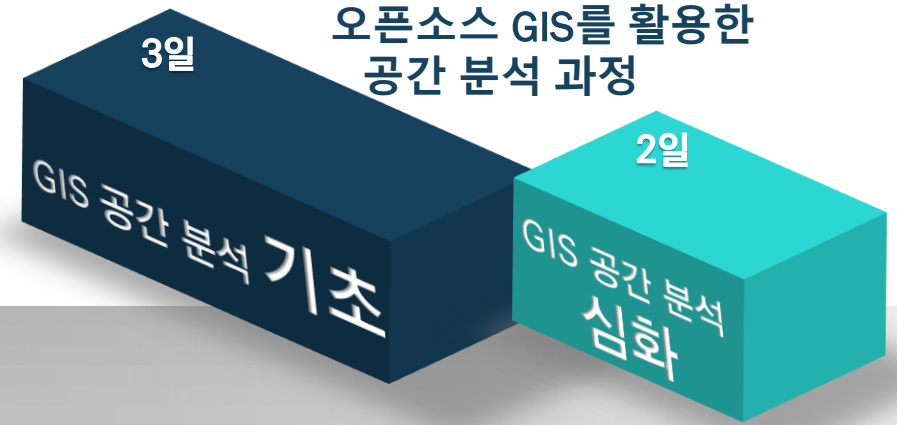 오픈소스 GIS를 활용한
공간 분석 과정
3일
GIS 공간 분석 기초
2일
GIS 공간 분석
심화